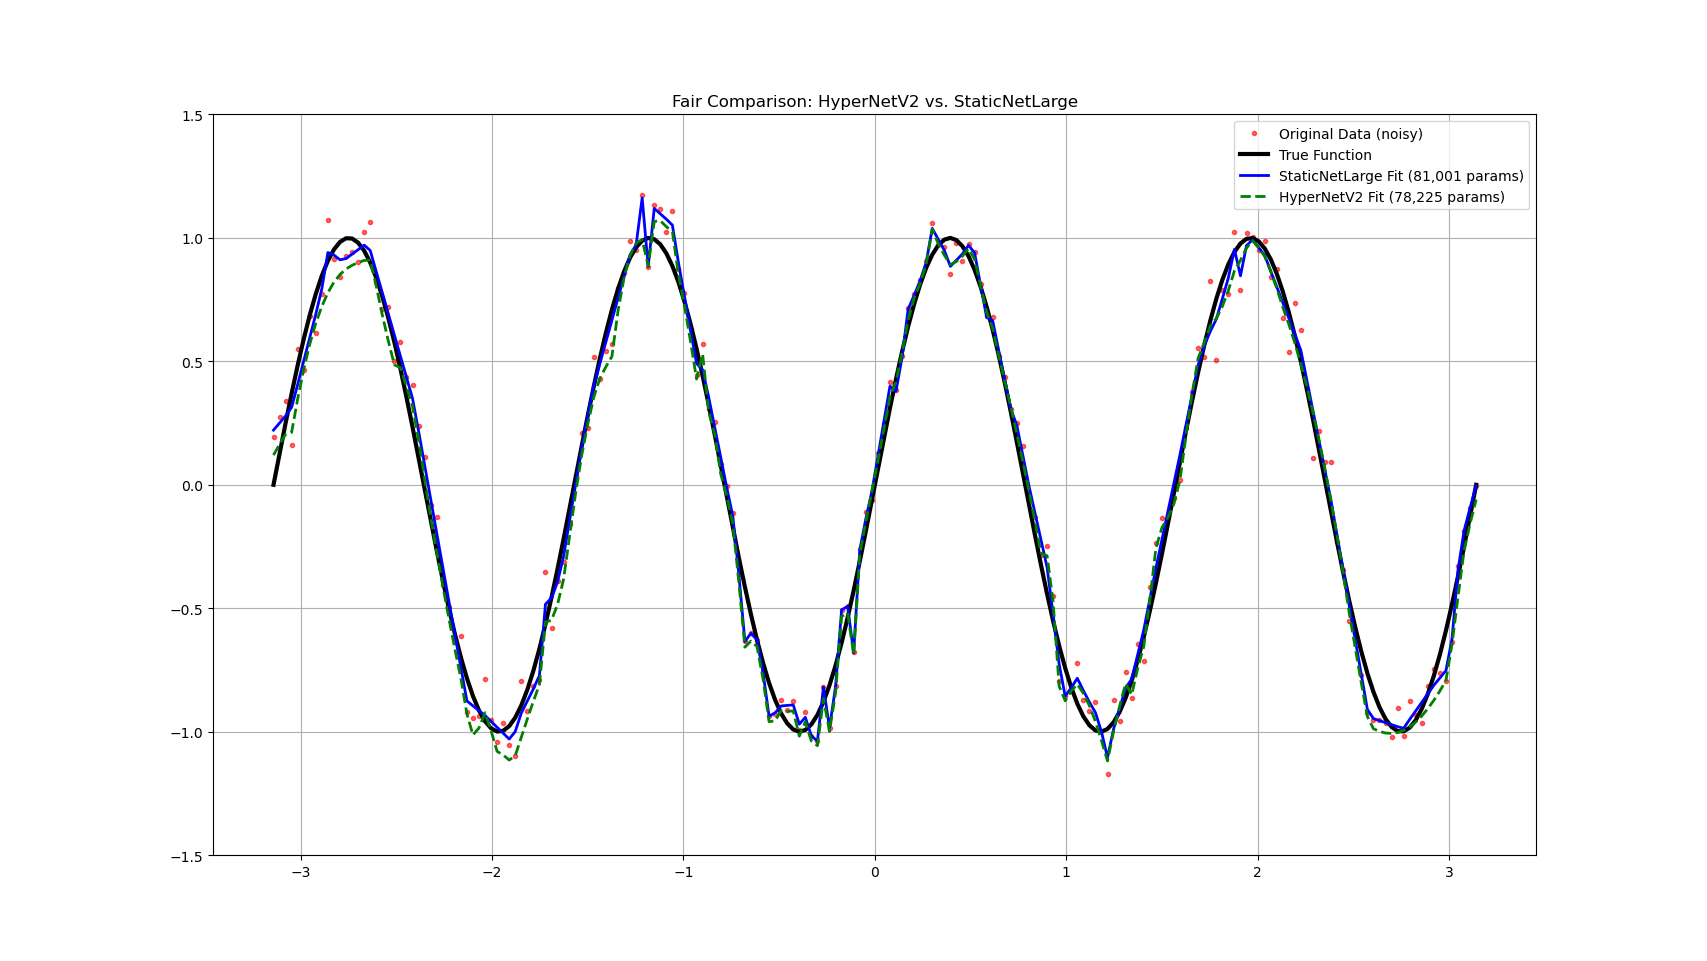 Fair Comparison: HyperNetV2 vs. StaticNetLarge
Original Data (noisy)
True Function
StaticNetLarge Fit (81,001 params)
HyperNetV2 Fit (78,225 params)
1.5
1.0
0.5
0.0
−0.5
−1.0
−1.5
−3 −2 −1 0 1 2 3